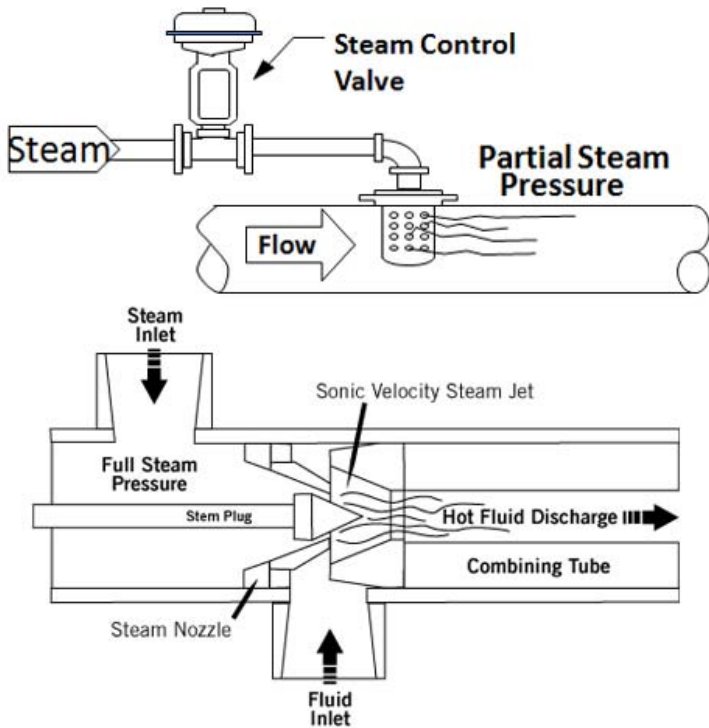 Steam Control
Valve
Steam
Partial Steam
Pressure
Flow
Steam
Inlet
Sonic Velocity Steam Jet
Full Steam
Pressure
Stem Plug
Hot Fluid Discharge
Combining Tube
Steam Nozzle
Fluid
Inlet